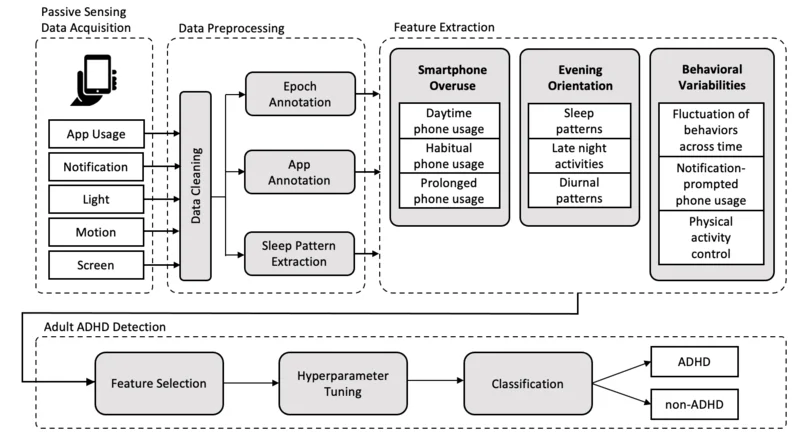 Passive Sensing
Data Acquisition
App Usage
Notification
Light
Motion
Screen
Data Preprocessing
Data Cleaning
Epoch
Annotation
App
Annotation
Sleep Pattern
Extraction
Feature Extraction
Smartphone
Overuse
Daytime
phone usage
Habitual
phone usage
Prolonged
phone usage
Evening
Orientation
Sleep
patterns
Late night
activities
Diurnal
patterns
Behavioral
Variabilities
Fluctuation of
behaviors
across time
Notification-
prompted
phone usage
Physical
activity
control
Adult ADHD Detection
Feature Selection
Hyperparameter
Tuning
Classification
ADHD
non-ADHD